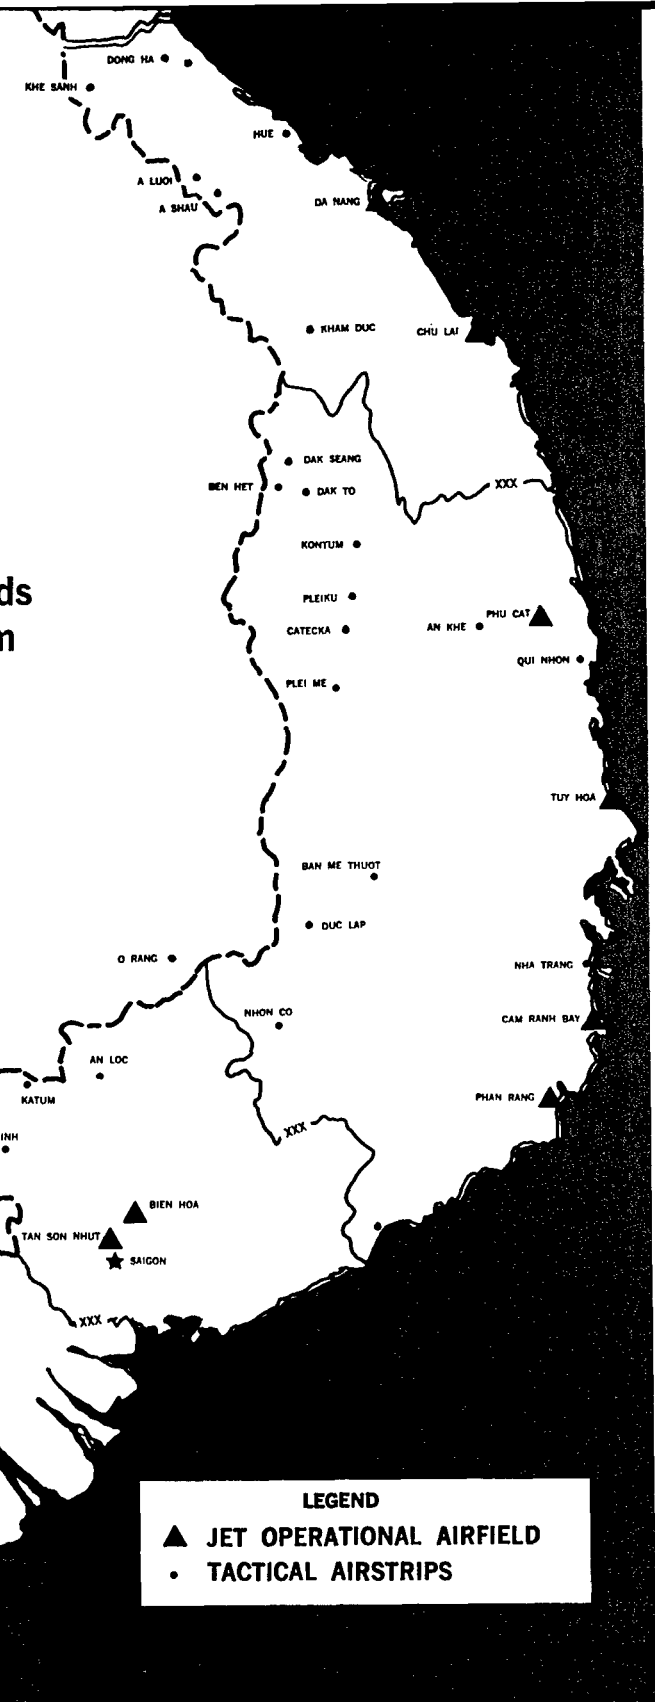 DONG HA
KHE SANH
HUE
A LUOI
A SHAU
DA NANG
KHAM DUC
CHU LAI
DAK SEANG
BEN HET
DAK TO
XXX
KONTUM
ds
PLEIKU
PHU CAT
CATECKA
AN KHE
m
QUI NHON
PLEI ME
TUY HOA
BAN ME THUOT
DUC LAP
O RANG
NHA TRANG
NHON CO
CAM RANH BAY
AN LOC
KATUM
PHAN RANG
XXX
INH
BIEN HOA
TAN SON NHUT
SAIGON
XXX
LEGEND
JET OPERATIONAL AIRFIELD
TACTICAL AIRSTRIPS